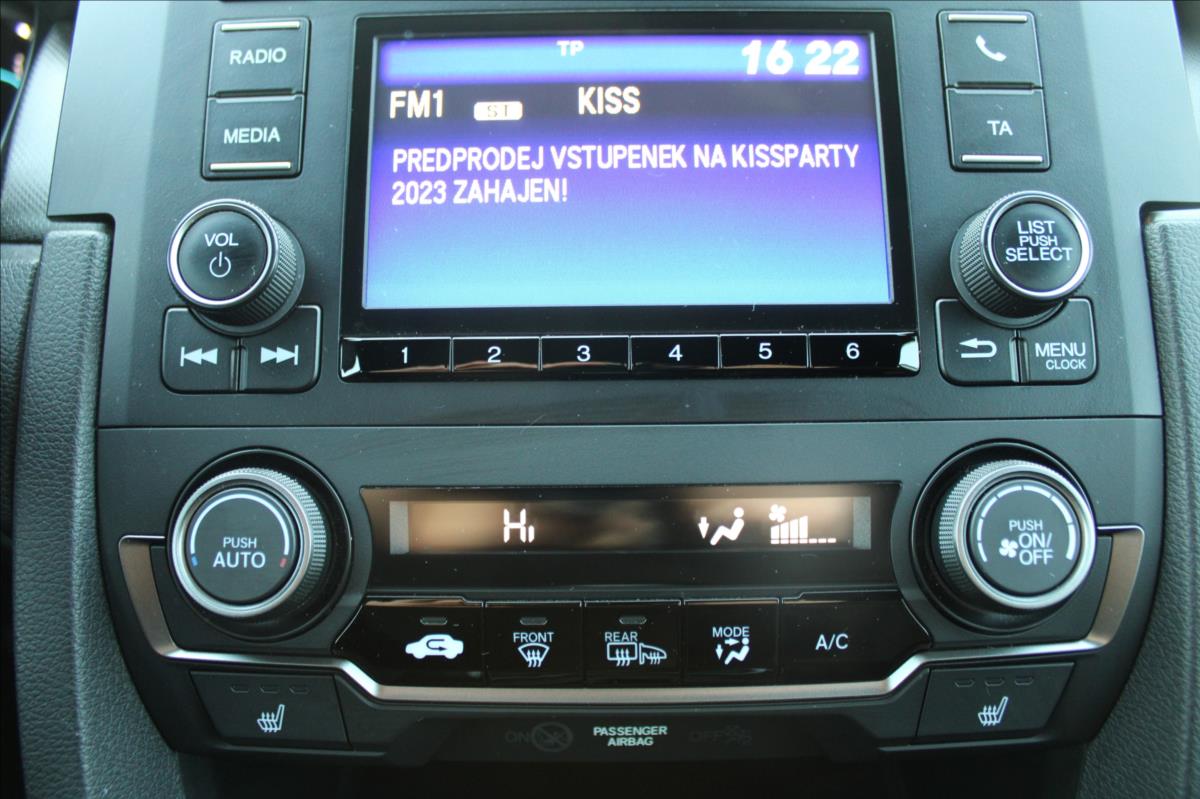 RADIO
MEDIA
TP 16 22
FM1 ST KISS
PREDPRODEJ VSTUPENEK NA KISSPARTY
2023 ZAHAJEN!
TA
VOL
LIST
PUSH
SELECT
1 2 3 4 5 6
MENU
CLOCK
Hi
PUSH
AUTO
PUSH
ON/
OFF
FRONT
REAR
MODE
A/C
ON
PASSENGER
AIRBAG
OFF